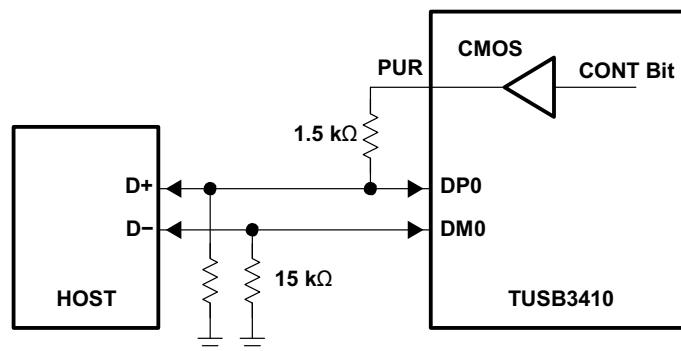 CMOS
PUR
CONT Bit
1.5 kΩ
D+
DP0
D−
DM0
15 kΩ
HOST
TUSB3410